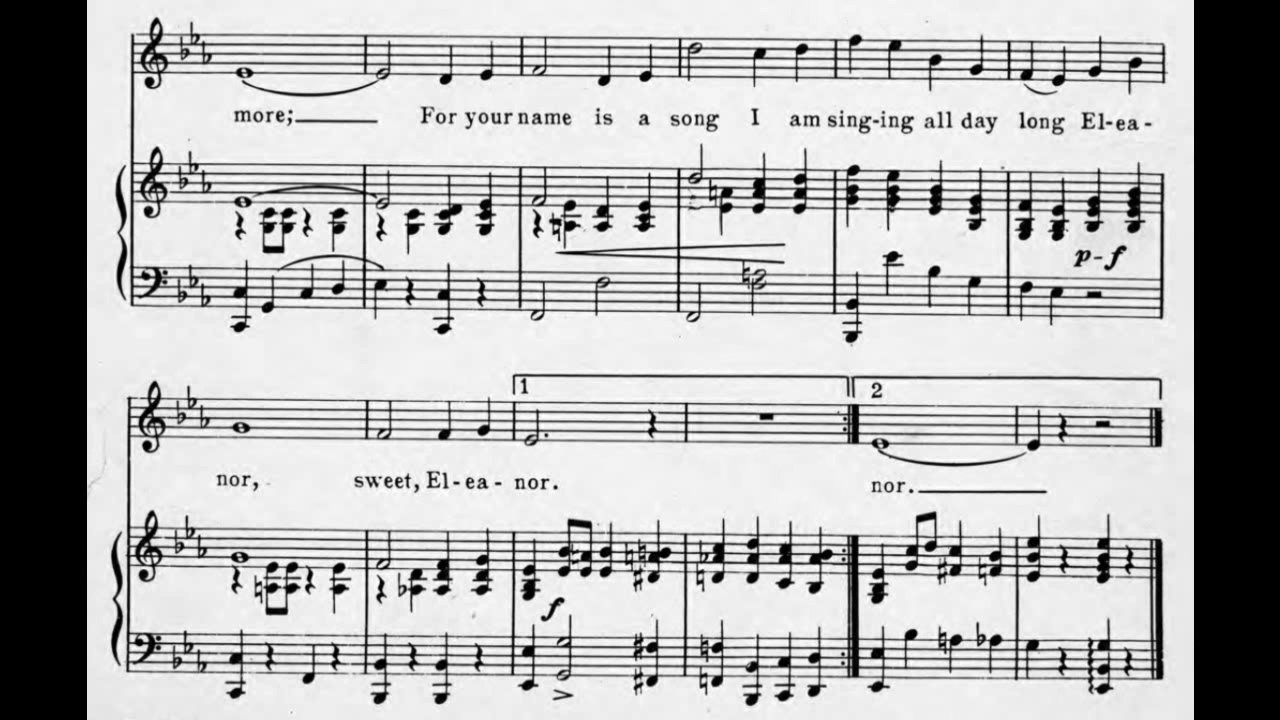 more; For your name is a song I am sing-ing all day long El-ea-
p-f
1 2
nor, sweet, El-ea-nor. nor.
f